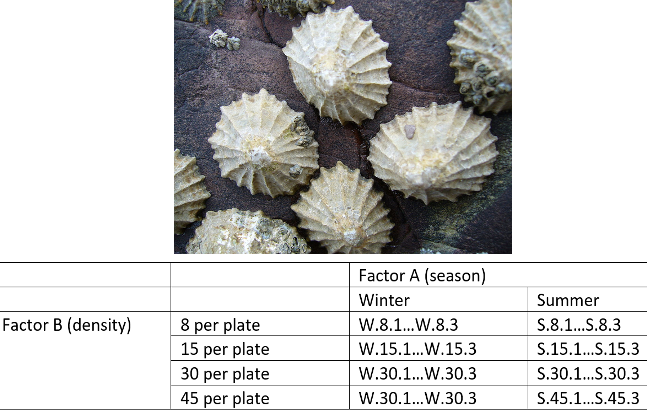 Factor A (season)
Winter Summer
Factor B (density) 8 per plate W.8.1...W.8.3 S.8.1...S.8.3
15 per plate W.15.1...W.15.3 S.15.1...S.15.3
30 per plate W.30.1...W.30.3 S.30.1...S.30.3
45 per plate W.30.1...W.30.3 S.45.1...S.45.3